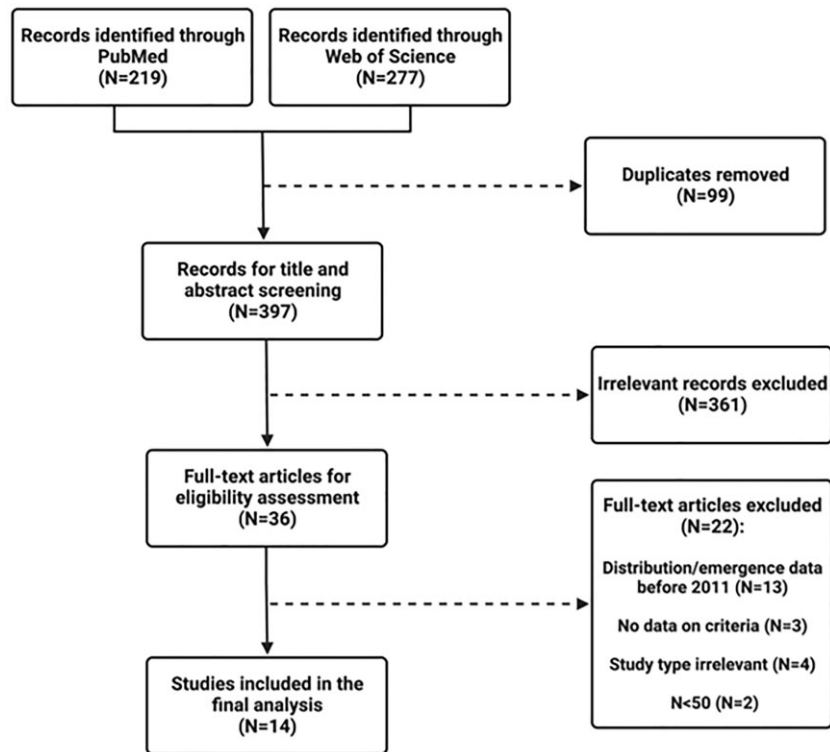 Records identified through
PubMed
(N=219)
Records identified through
Web of Science
(N=277)
Duplicates removed
(N=99)
Records for title and
abstract screening
(N=397)
Irrelevant records excluded
(N=361)
Full-text articles for
eligibility assessment
(N=36)
Full-text articles excluded
(N=22):
Distribution/emergence data
before 2011 (N=13)
No data on criteria (N=3)
Study type irrelevant (N=4)
N<50 (N=2)
Studies included in the
final analysis
(N=14)